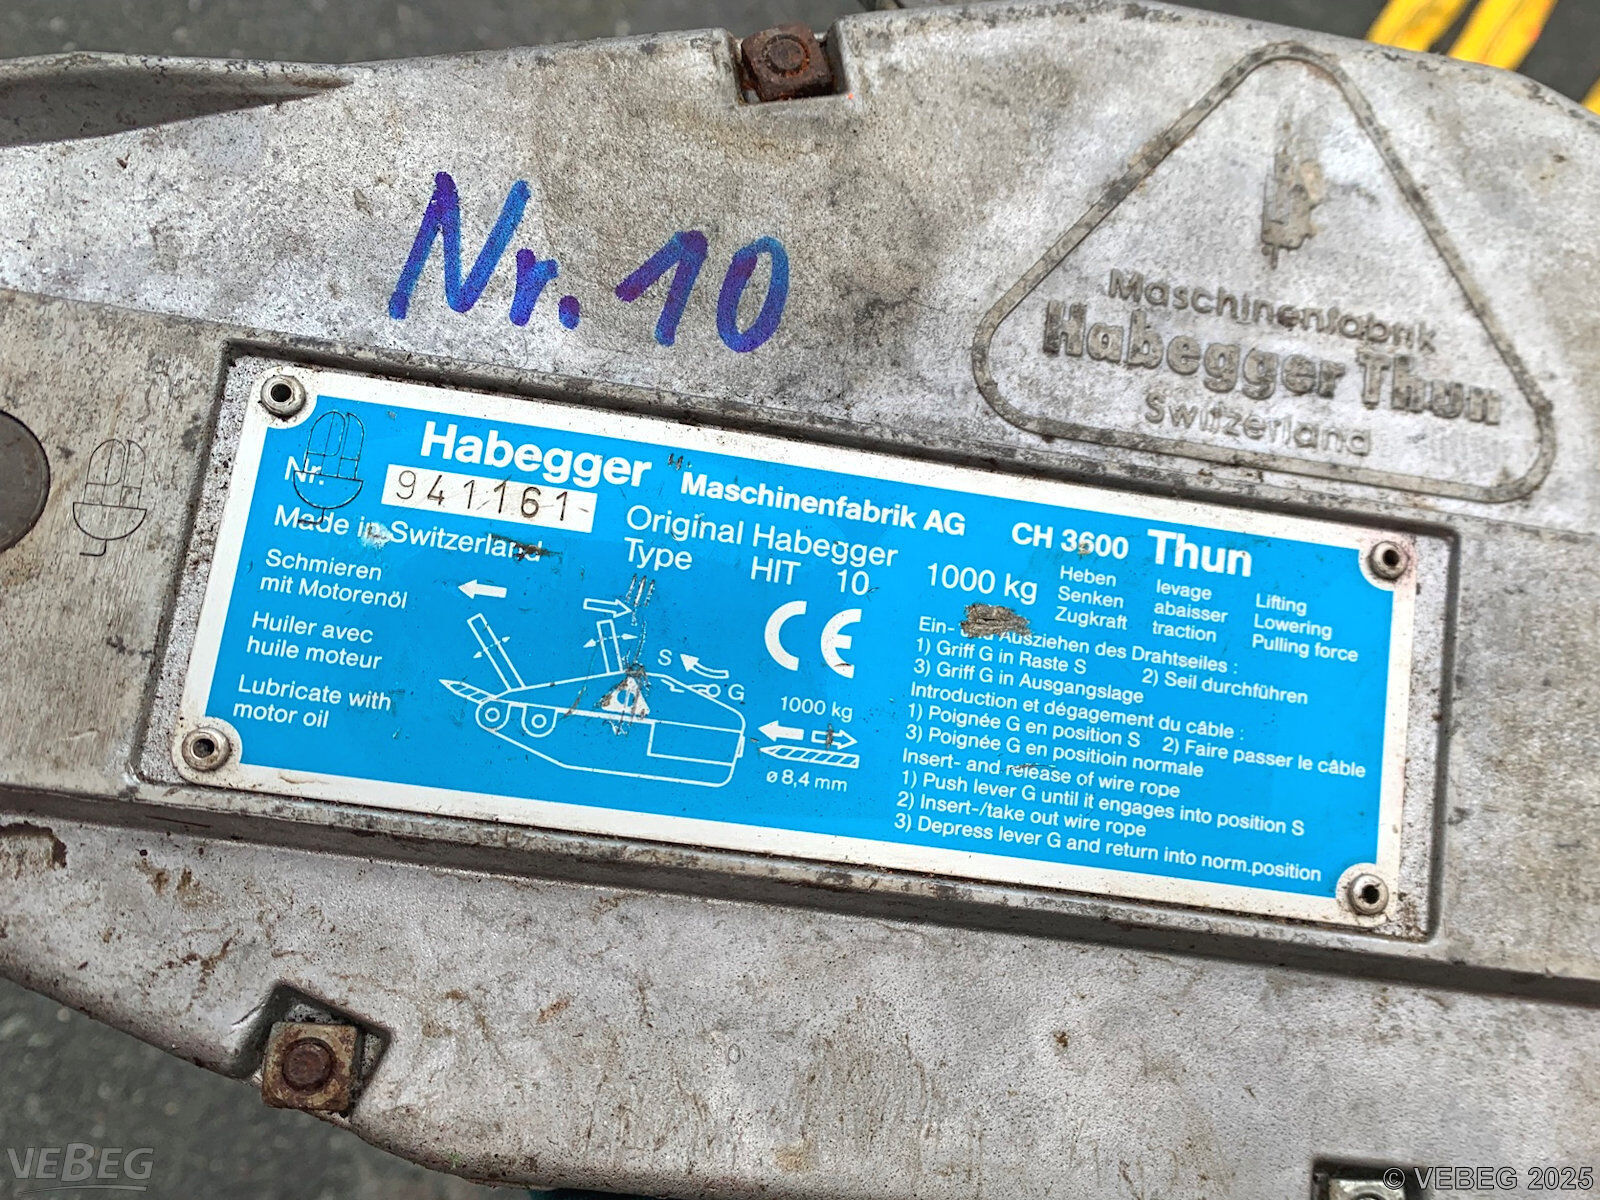 Nr. 10
Maschinenfabrik
Habegger Thun
Switzerland
Habegger Maschinenfabrik AG CH 3600 Thun
Nr. 941161
Made in Switzerland
Original Habegger
Type HIT 10 1000 kg
Heben levage Lifting
Senken abaisser Lowering
Zugkraft traction Pulling force
Schmieren
mit Motorenöl
Huiler avec
huile moteur
Lubricate with
motor oil
S
G
CE
1000 kg
ø 8,4 mm
Ein- und Ausziehen des Drahtseiles :
1) Griff G in Raste S 2) Seil durchführen
3) Griff G in Ausgangslage
Introduction et dégagement du câble :
1) Poignée G en position S 2) Faire passer le câble
3) Poignée G en positioin normale
Insert- and release of wire rope
1) Push lever G until it engages into position S
2) Insert-/take out wire rope
3) Depress lever G and return into norm.position
VEBEG
© VEBEG 2025